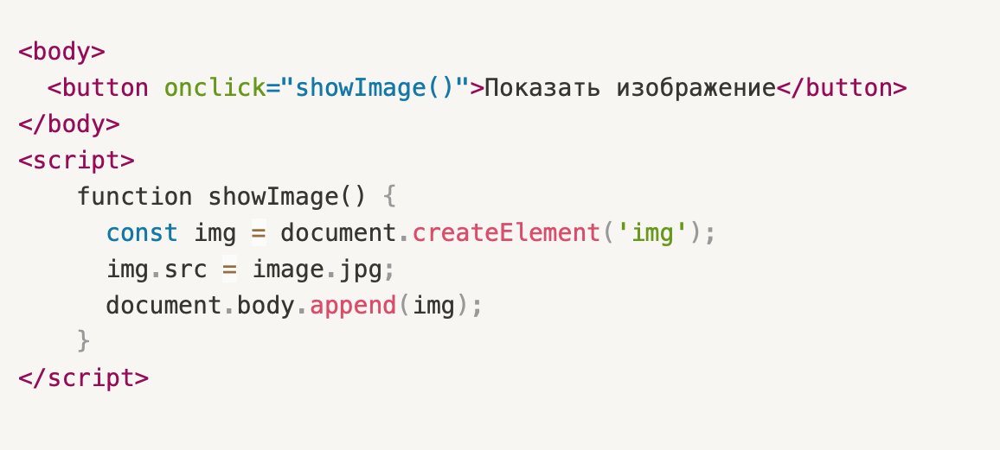 <body>
<button onclick="showImage()">Показать изображение</button>
</body>
<script>
function showImage() {
const img = document.createElement('img');
img.src = image.jpg;
document.body.append(img);
}
</script>